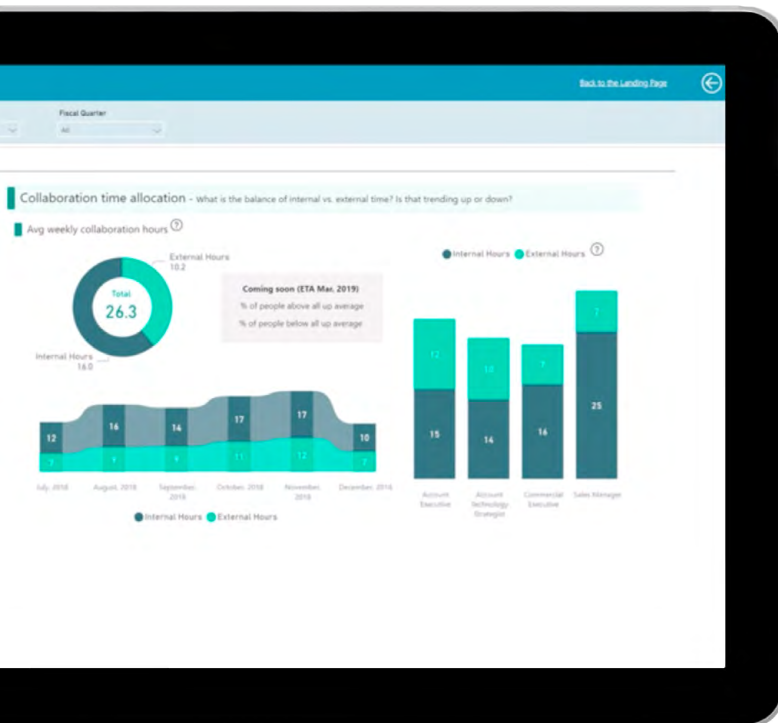 Back to the Landing Page
Fiscal Quarter
All
Collaboration time allocation - What is the balance of internal vs. external time? Is that trending up or down?
Avg weekly collaboration hours ?
External Hours
10.2
Total
26.3
Internal Hours
16.0
Coming soon (ETA Mar, 2019)
% of people above all up average
% of people below all up average
12 16 14 17 17 10
7 9 9 11 12 7
July, 2018 August, 2018 September, 2018 October, 2018 November, 2018 December, 2018
Internal Hours External Hours
Internal Hours External Hours ?
12 10 7 7
15 14 16 25
Account Executive Account Technology Strategist Commercial Executive Sales Manager